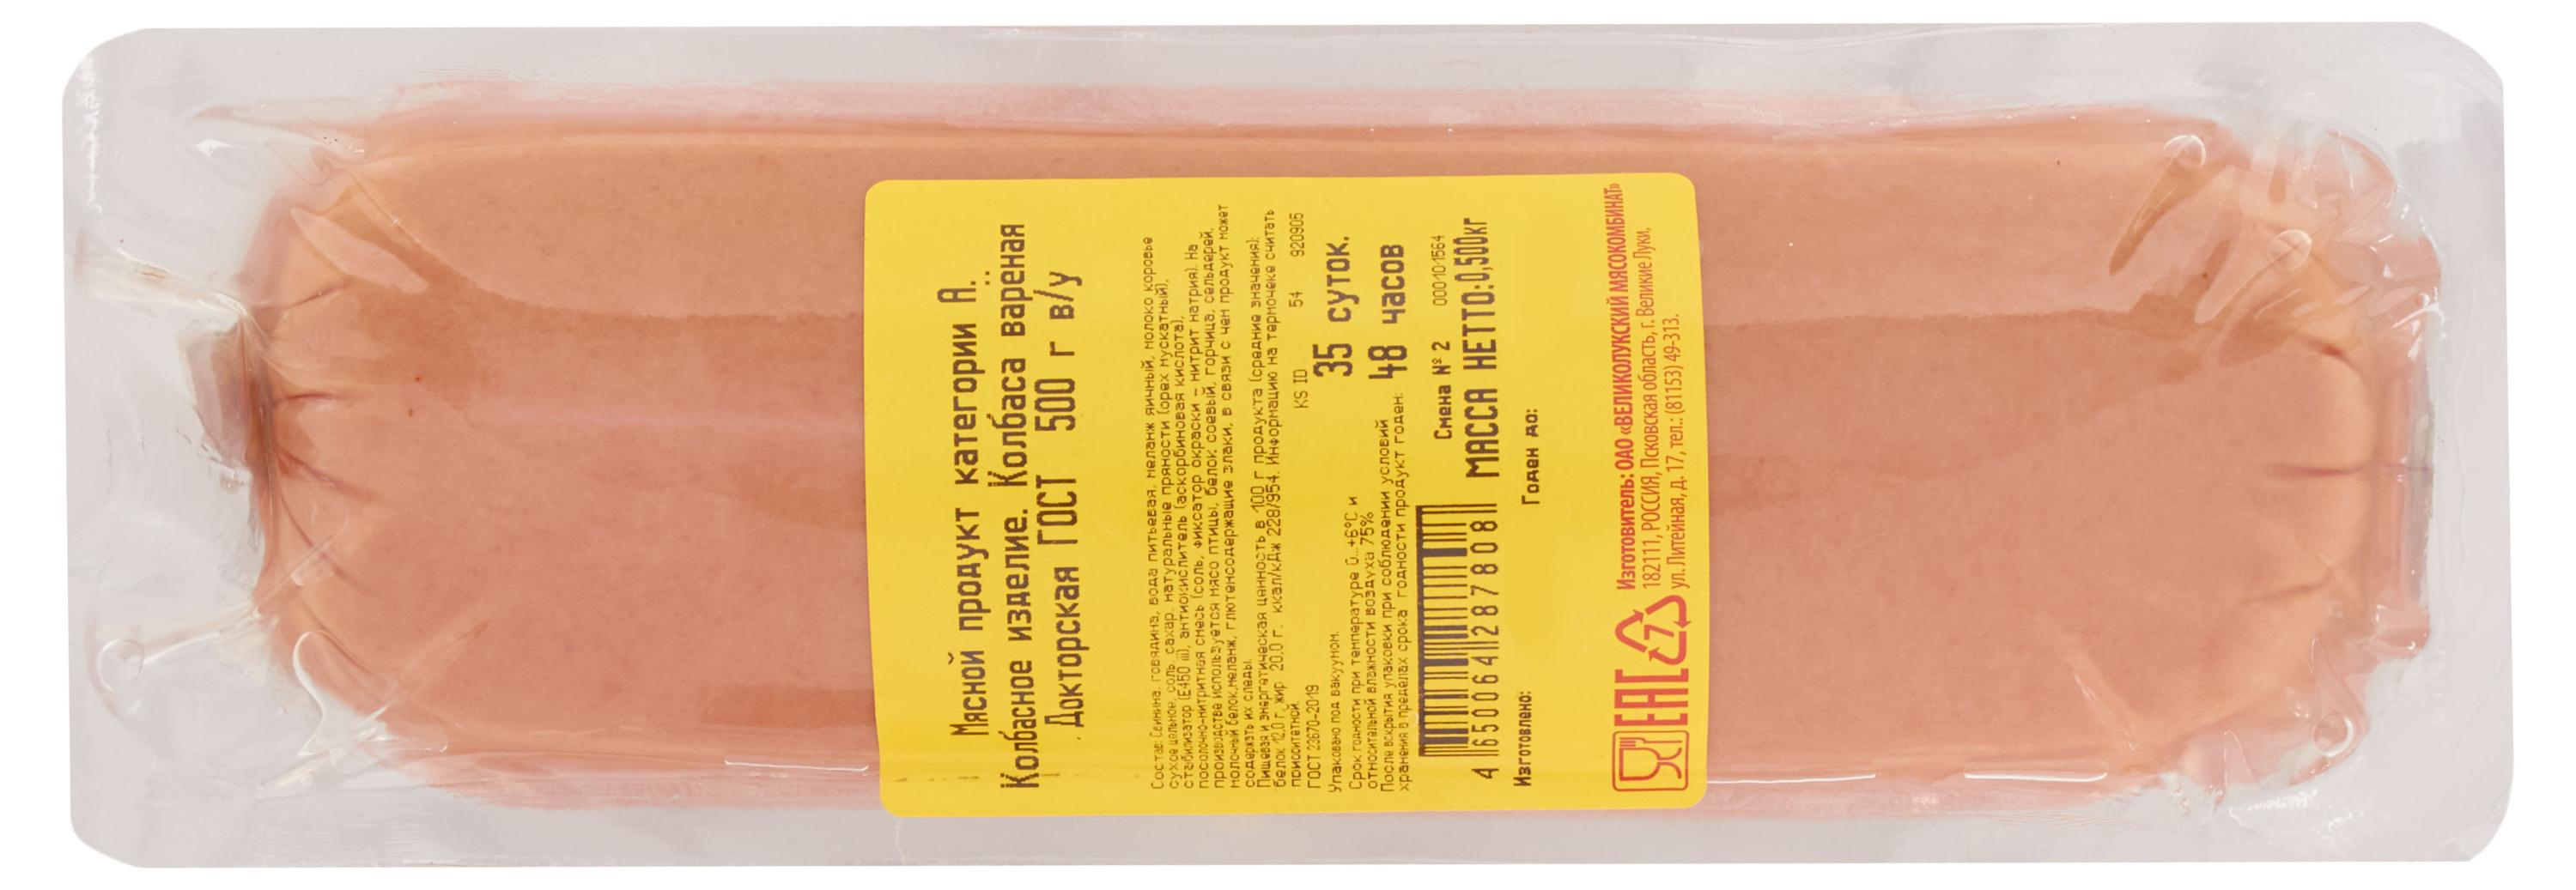 Мясной продукт категории А.
Колбасное изделие. Колбаса вареная
Докторская ГОСТ 500 г в/у
Состав: Свинина, говядина, вода питьевая, меланж яичный, молоко коровье
сухое цельное, соль, сахар, натуральные пряности (орех мускатный),
стабилизатор (Е450 iii), антиокислитель (аскорбиновая кислота),
посолочно-нитритная смесь (соль, фиксатор окраски – нитрит натрия). На
производстве используется мясо птицы, белок соевый, горчица, сельдерей,
молочный белок,меланж, глютенсодержащие злаки, в связи с чем продукт может
содержать их следы.
Пищевая и энергетическая ценность в 100 г продукта (средние значения):
белок 12,0 г, жир 20,0 г. ккал/кДж 228/954. Информацию на термочеке считать
приоритетной.
ГОСТ 23670-2019
KS ID 54 920905
Упаковано под вакуумом.
Срок годности при температуре 0...+6°С и
относительной влажности воздуха 75%
35 суток.
После вскрытия упаковки при соблюдении условий
хранения в пределах срока годности продукт годен:
48 часов
Смена № 2 000101564
4 650064 128780 8
МАССА НЕТТО:0,500кг
Изготовлено:
Годен до:
EAC
7
Изготовитель: ОАО «ВЕЛИКОЛУКСКИЙ МЯСОКОМБИНАТ»
182111, РОССИЯ, Псковская область, г. Великие Луки,
ул. Литейная, д. 17, тел.: (81153) 49-313.